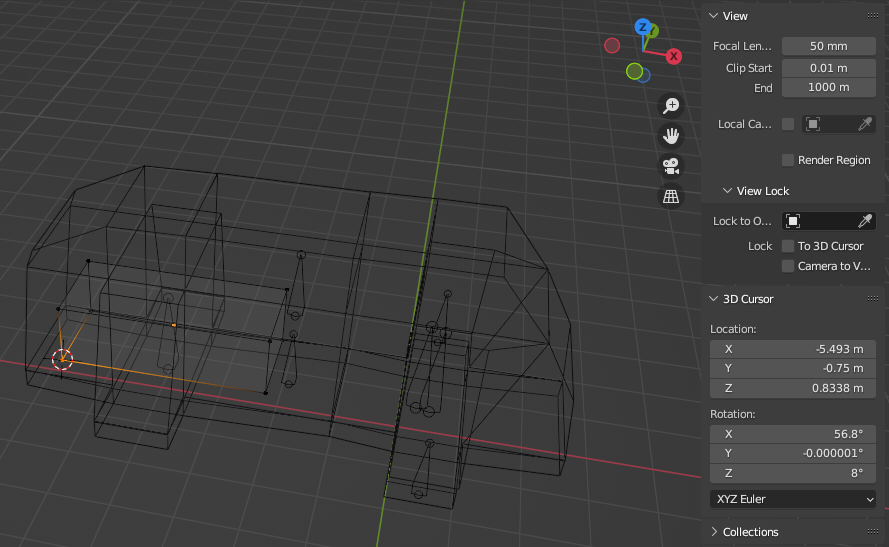 Z
Y
X
View
Focal Len...
50 mm
Clip Start
0.01 m
End
1000 m
Local Ca...
Render Region
View Lock
Lock to O...
Lock
To 3D Cursor
Camera to V...
3D Cursor
Location:
X
-5.493 m
Y
-0.75 m
Z
0.8338 m
Rotation:
X
56.8°
Y
-0.000001°
Z
8°
XYZ Euler
Collections